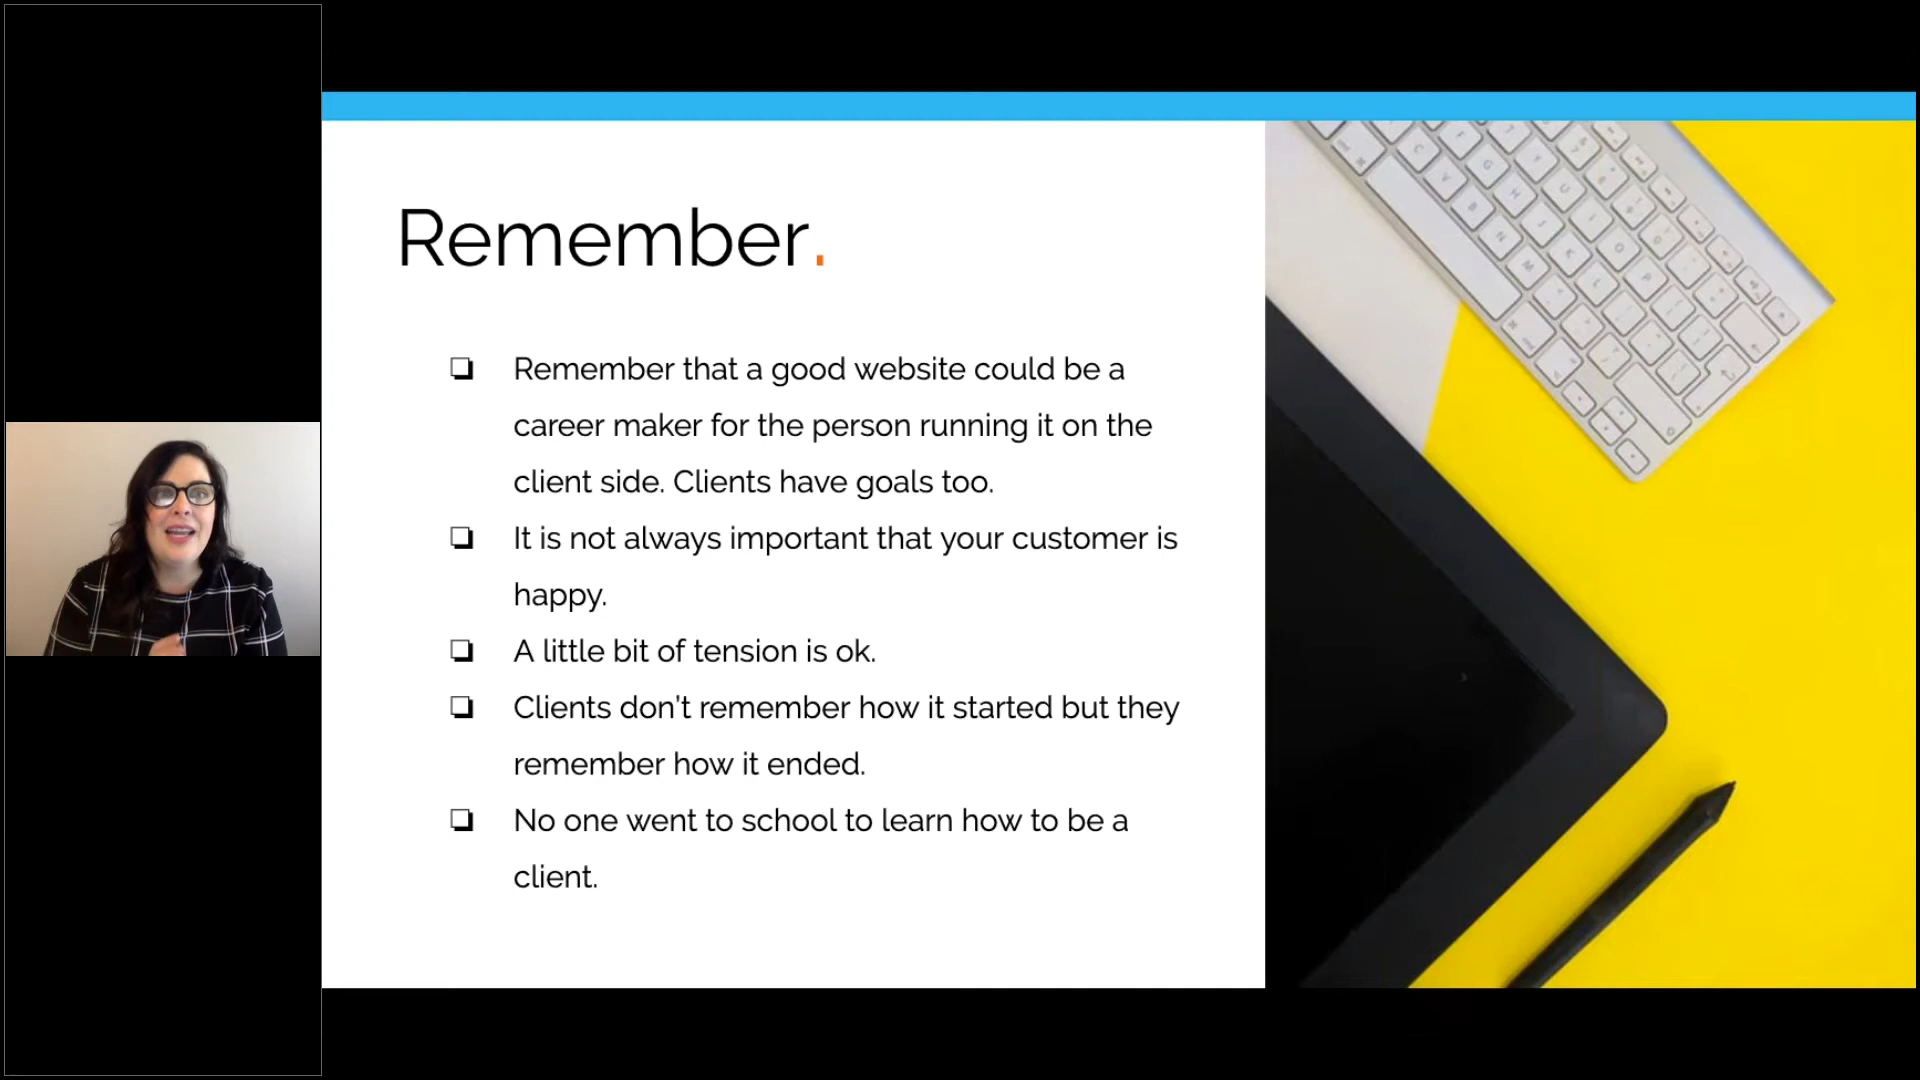 Remember.
❏ Remember that a good website could be a
career maker for the person running it on the
client side. Clients have goals too.
❏ It is not always important that your customer is
happy.
❏ A little bit of tension is ok.
❏ Clients don't remember how it started but they
remember how it ended.
❏ No one went to school to learn how to be a
client.